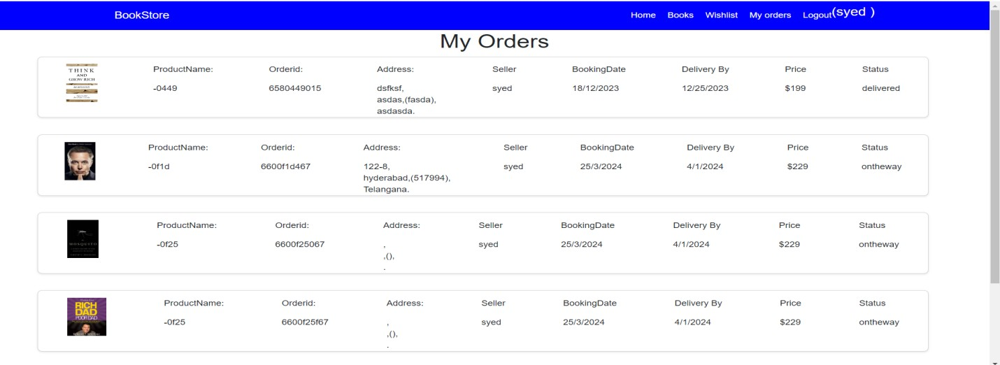 BookStore Home Books Wishlist My orders Logout(syed )
My Orders
THINK
AND
GROW RICH
ProductName: Orderid: Address: Seller BookingDate Delivery By Price Status
-0449 6580449015 dsfksf, syed 18/12/2023 12/25/2023 $199 delivered
asdas,(fasda),
asdasda.
ProductName: Orderid: Address: Seller BookingDate Delivery By Price Status
-0f1d 6600f1d467 122-8, syed 25/3/2024 4/1/2024 $229 ontheway
hyderabad,(517994),
Telangana.
ProductName: Orderid: Address: Seller BookingDate Delivery By Price Status
-0f25 6600f25067 , syed 25/3/2024 4/1/2024 $229 ontheway
MOSQUITO
,(),
.
RICH
DAD
POOR DAD
ProductName: Orderid: Address: Seller BookingDate Delivery By Price Status
-0f25 6600f25f67 , syed 25/3/2024 4/1/2024 $229 ontheway
,(),
.